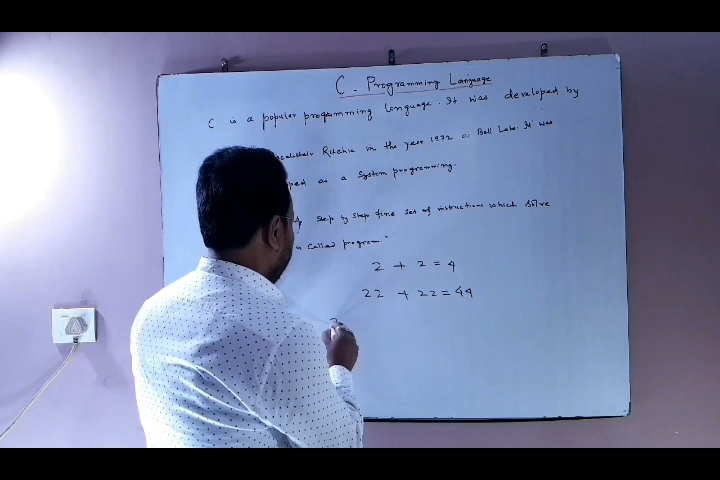 C - Programming Language
C is a popular progamming language. It was developed by
Ritchie in the year 1972 Bell Labs. It was
ped as a System programming.
step by step fine set of instructions which solve
called program"
2 + 2 = 4
22 + 22 = 44